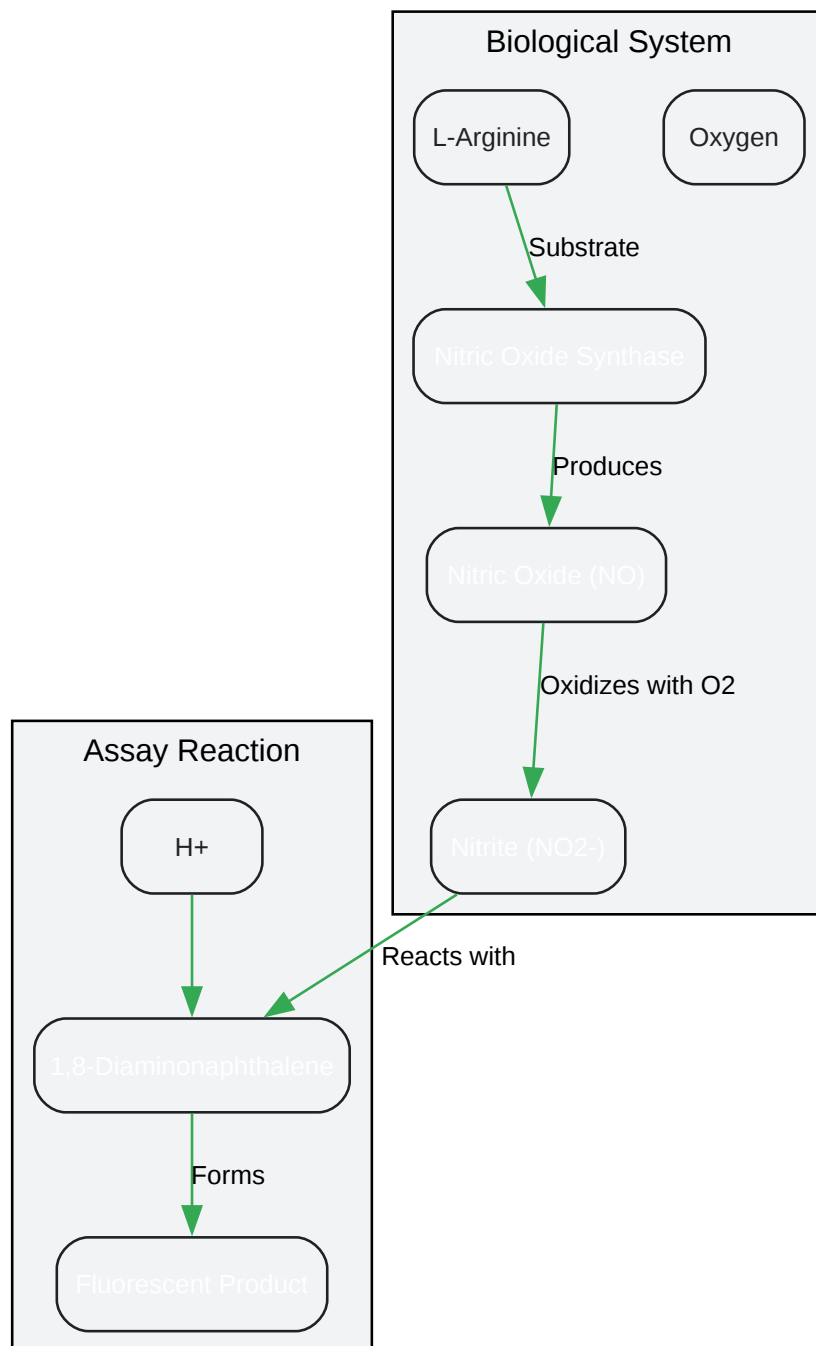 Biological System
L-Arginine
Oxygen
Substrate
Nitric Oxide Synthase
Produces
Nitric Oxide (NO)
Oxidizes with O2
Nitrite (NO2-)
Reacts with
Assay Reaction
H+
1,8-Diaminonaphthalene
Forms
Fluorescent Product